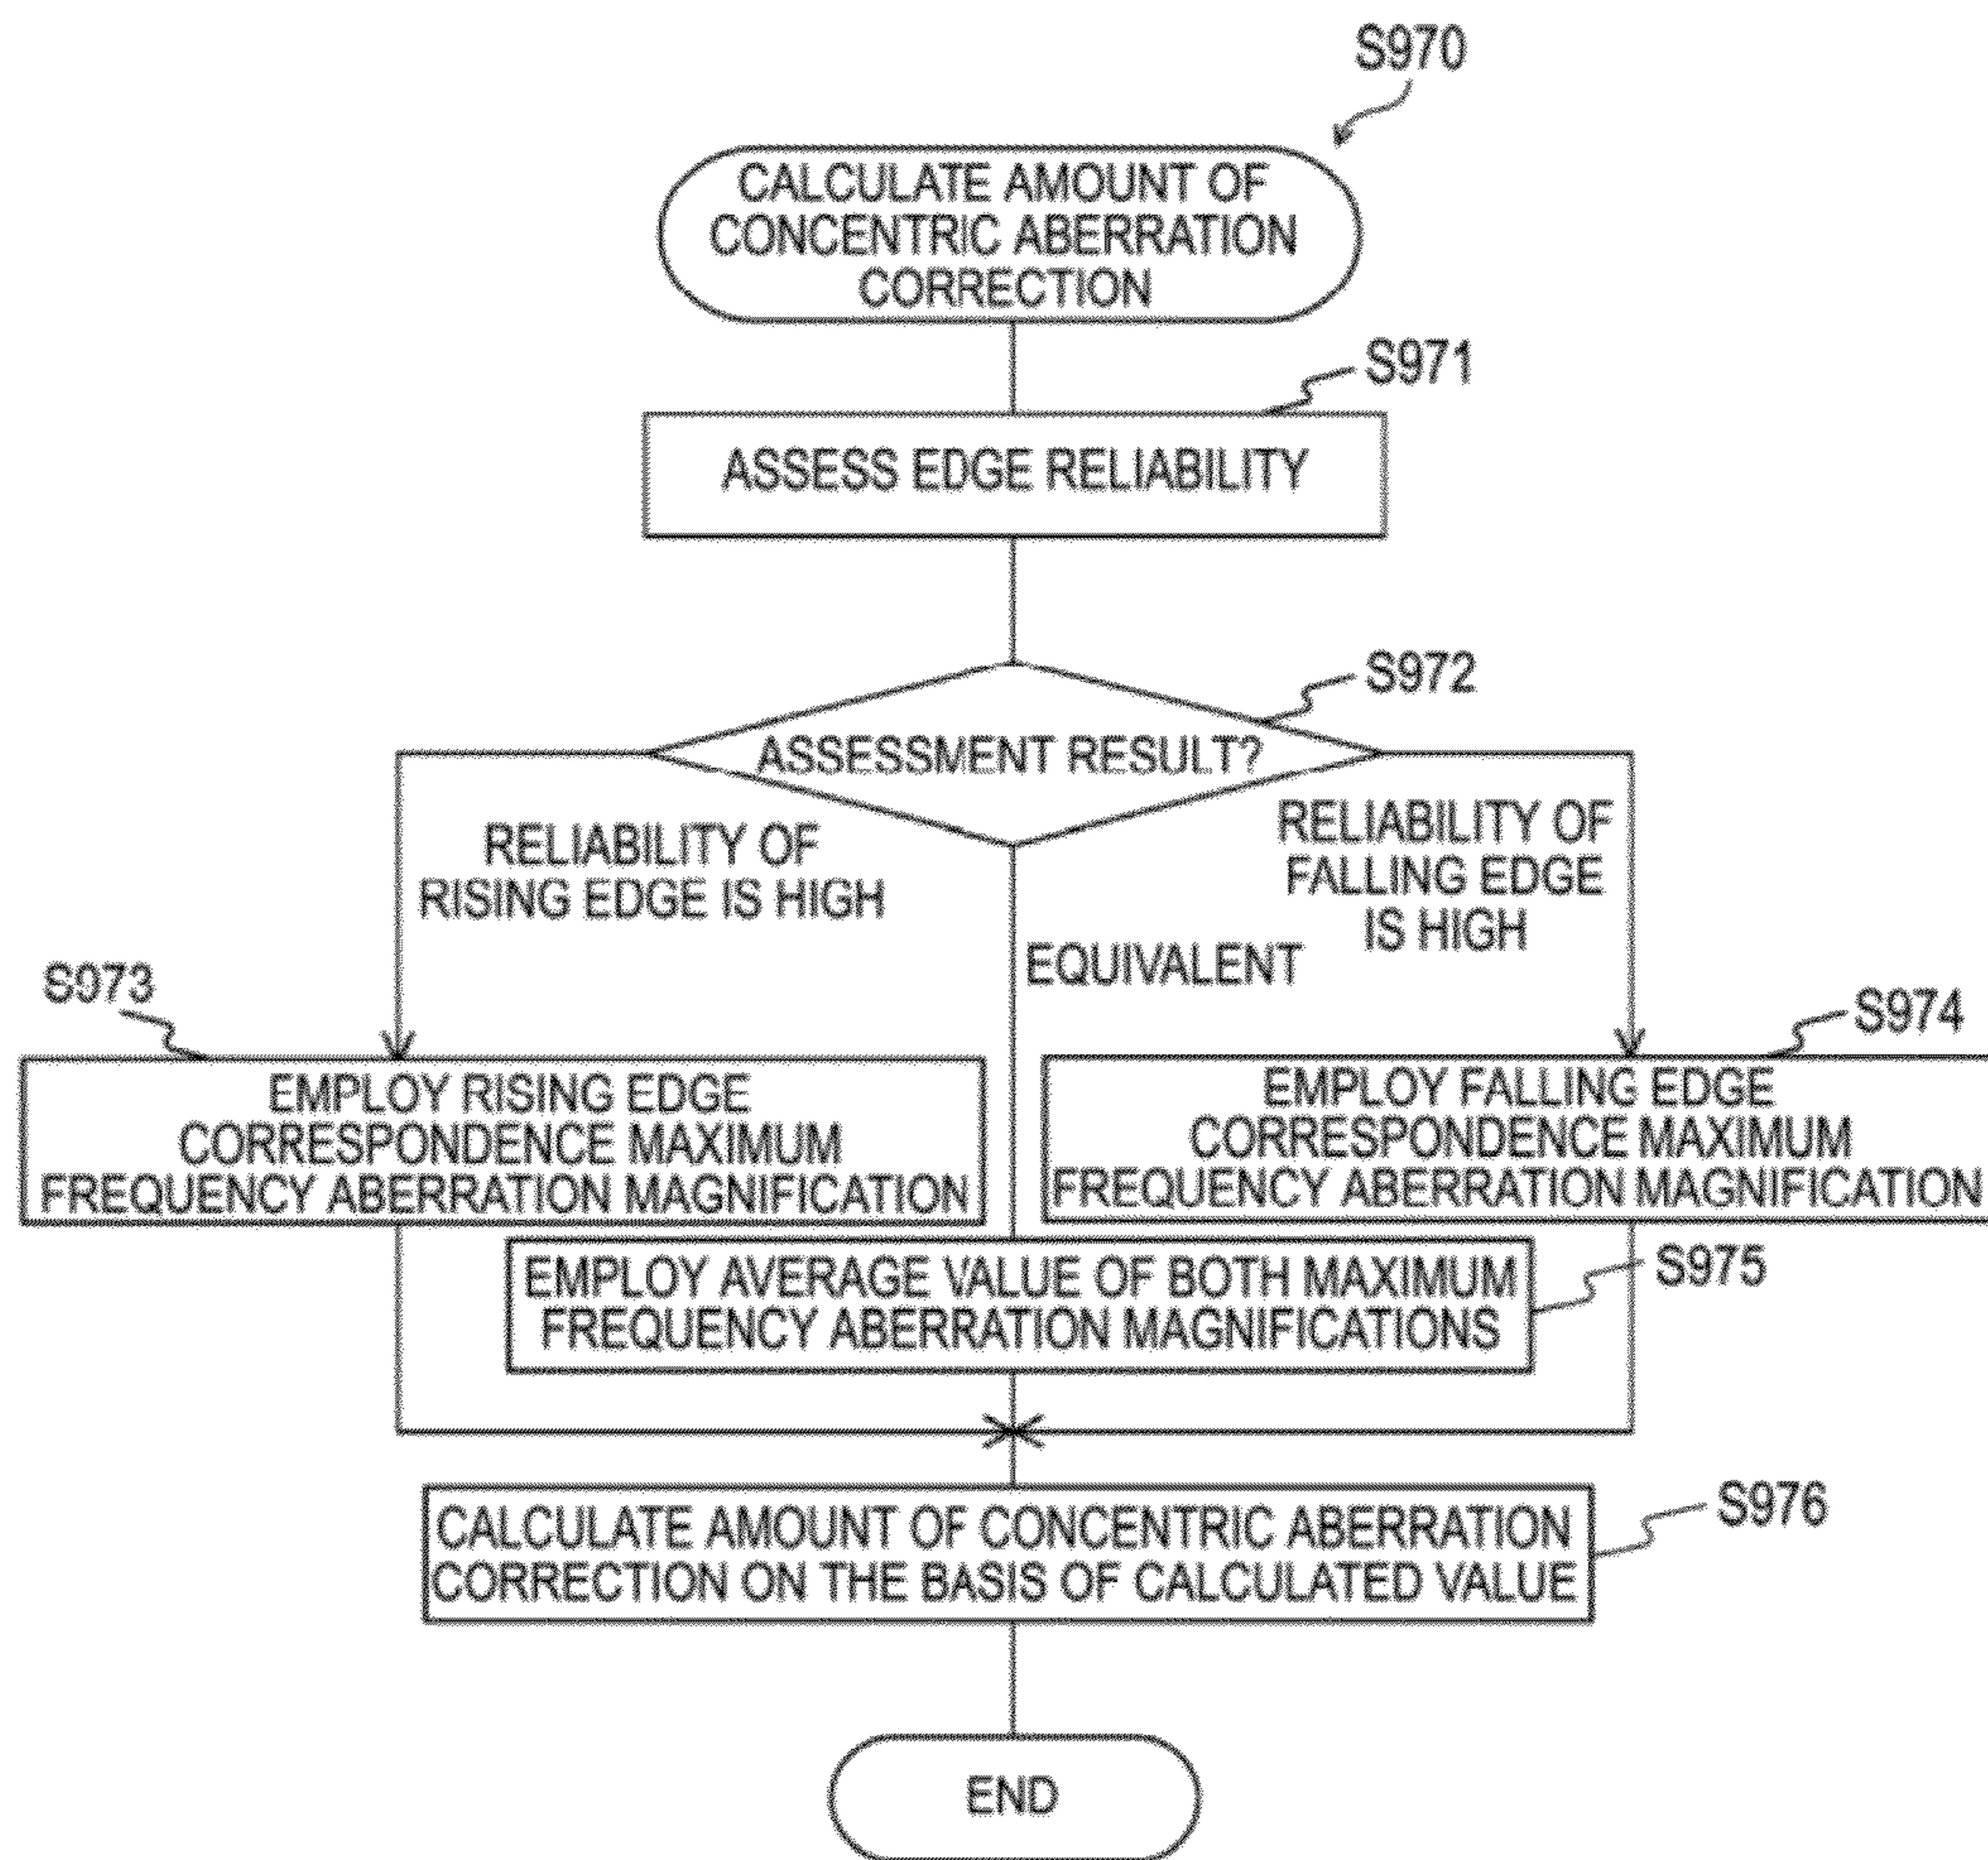 S970
CALCULATE AMOUNT OF
CONCENTRIC ABERRATION
CORRECTION
S971
ASSESS EDGE RELIABILITY
S972
ASSESSMENT RESULT?
RELIABILITY OF
RISING EDGE IS HIGH
EQUIVALENT
RELIABILITY OF
FALLING EDGE
IS HIGH
S973
EMPLOY RISING EDGE
CORRESPONDENCE MAXIMUM
FREQUENCY ABERRATION MAGNIFICATION
S974
EMPLOY FALLING EDGE
CORRESPONDENCE MAXIMUM
FREQUENCY ABERRATION MAGNIFICATION
S975
EMPLOY AVERAGE VALUE OF BOTH MAXIMUM
FREQUENCY ABERRATION MAGNIFICATIONS
S976
CALCULATE AMOUNT OF CONCENTRIC ABERRATION
CORRECTION ON THE BASIS OF CALCULATED VALUE
END